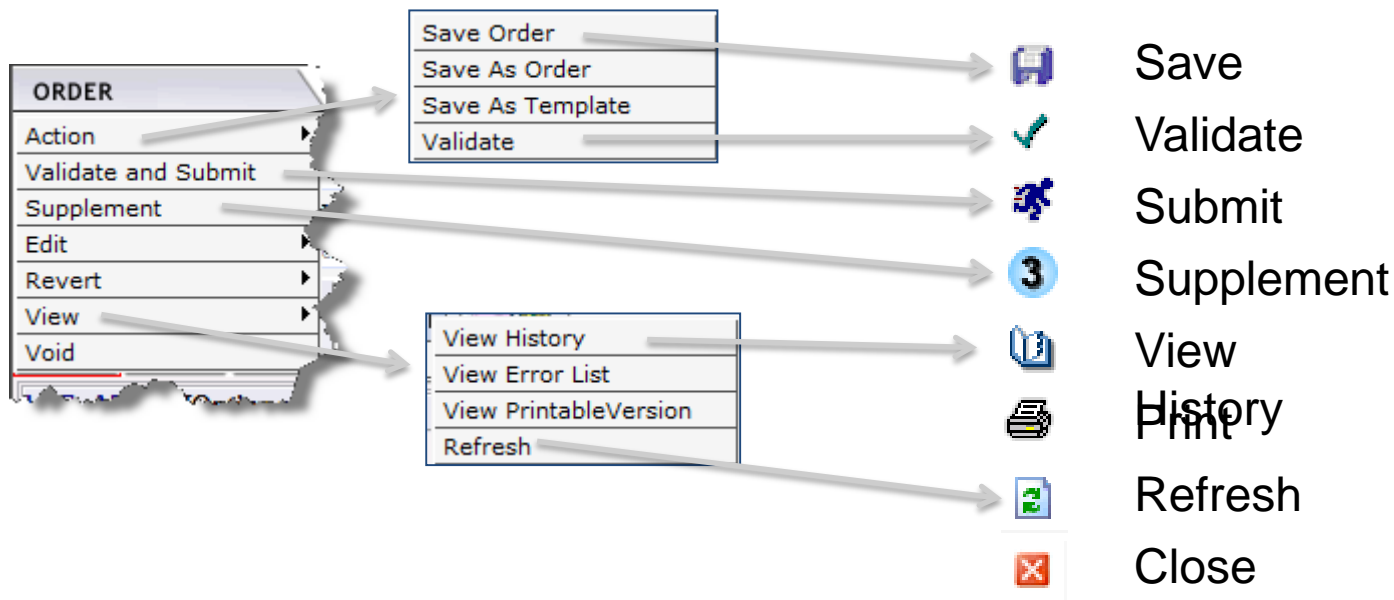 ORDER
Action
Validate and Submit
Supplement
Edit
Revert
View
Void
Save Order
Save As Order
Save As Template
Validate
View History
View Error List
View PrintableVersion
Refresh
Save
Validate
Submit
3
Supplement
View
History
Print
Refresh
Close